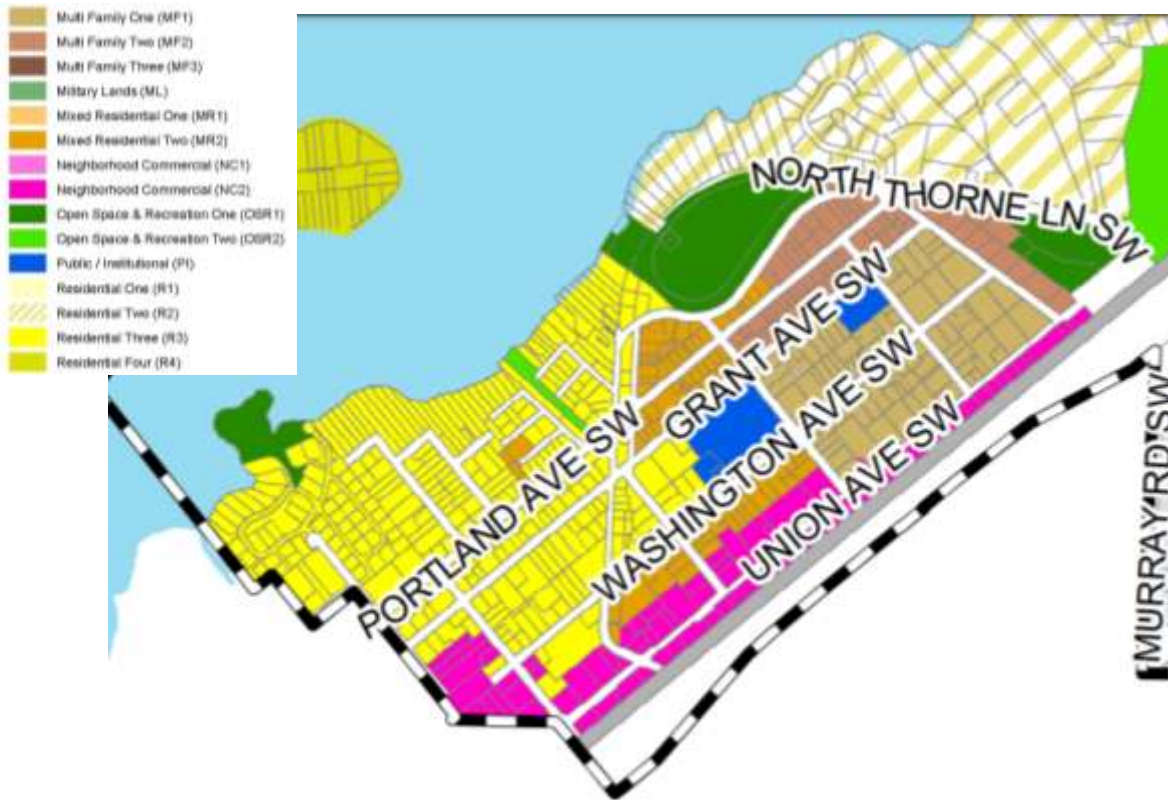 Multi Family One (MF1)
Multi Family Two (MF2)
Multi Family Three (MF3)
Military Lands (ML)
Mixed Residential One (MR1)
Mixed Residential Two (MR2)
Neighborhood Commercial (NC1)
Neighborhood Commercial (NC2)
Open Space & Recreation One (OSR1)
Open Space & Recreation Two (OSR2)
Public / Institutional (PI)
Residential One (R1)
Residential Two (R2)
Residential Three (R3)
Residential Four (R4)
NORTH THORNE LN SW
GRANT AVE SW
PORTLAND AVE SW
WASHINGTON AVE SW
UNION AVE SW
MURRAY RD SW